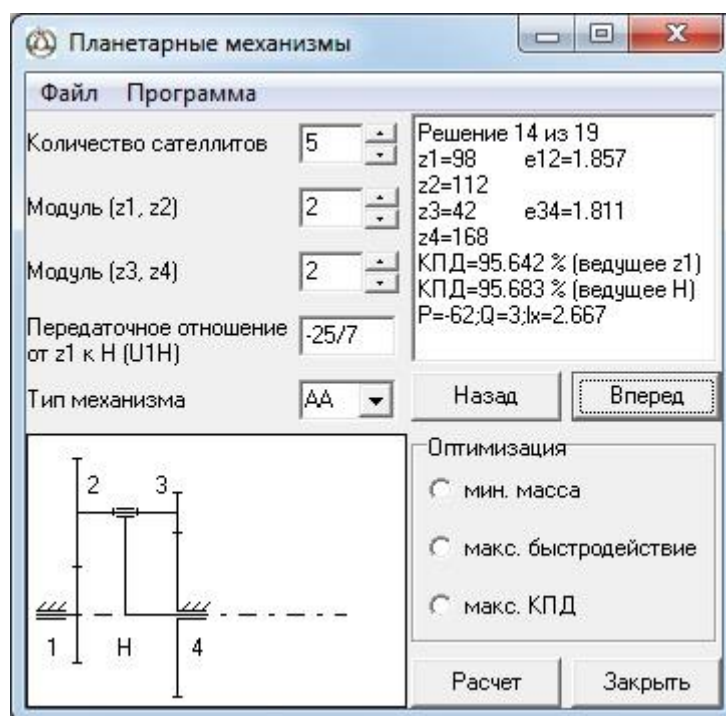 Планетарные механизмы
Файл Программа
Количество сателлитов 5
Модуль (z1, z2) 2
Модуль (z3, z4) 2
Передаточное отношение
от z1 к H (U1H) -25/7
Тип механизма AA
Решение 14 из 19
z1=98 e12=1.857
z2=112
z3=42 e34=1.811
z4=168
КПД=95.642 % (ведущее z1)
КПД=95.683 % (ведущее H)
P=-62;Q=3;Ix=2.667
Назад Вперед
2 3
1 H 4
Оптимизация
мин. масса
макс. быстродействие
макс. КПД
Расчет Закрыть